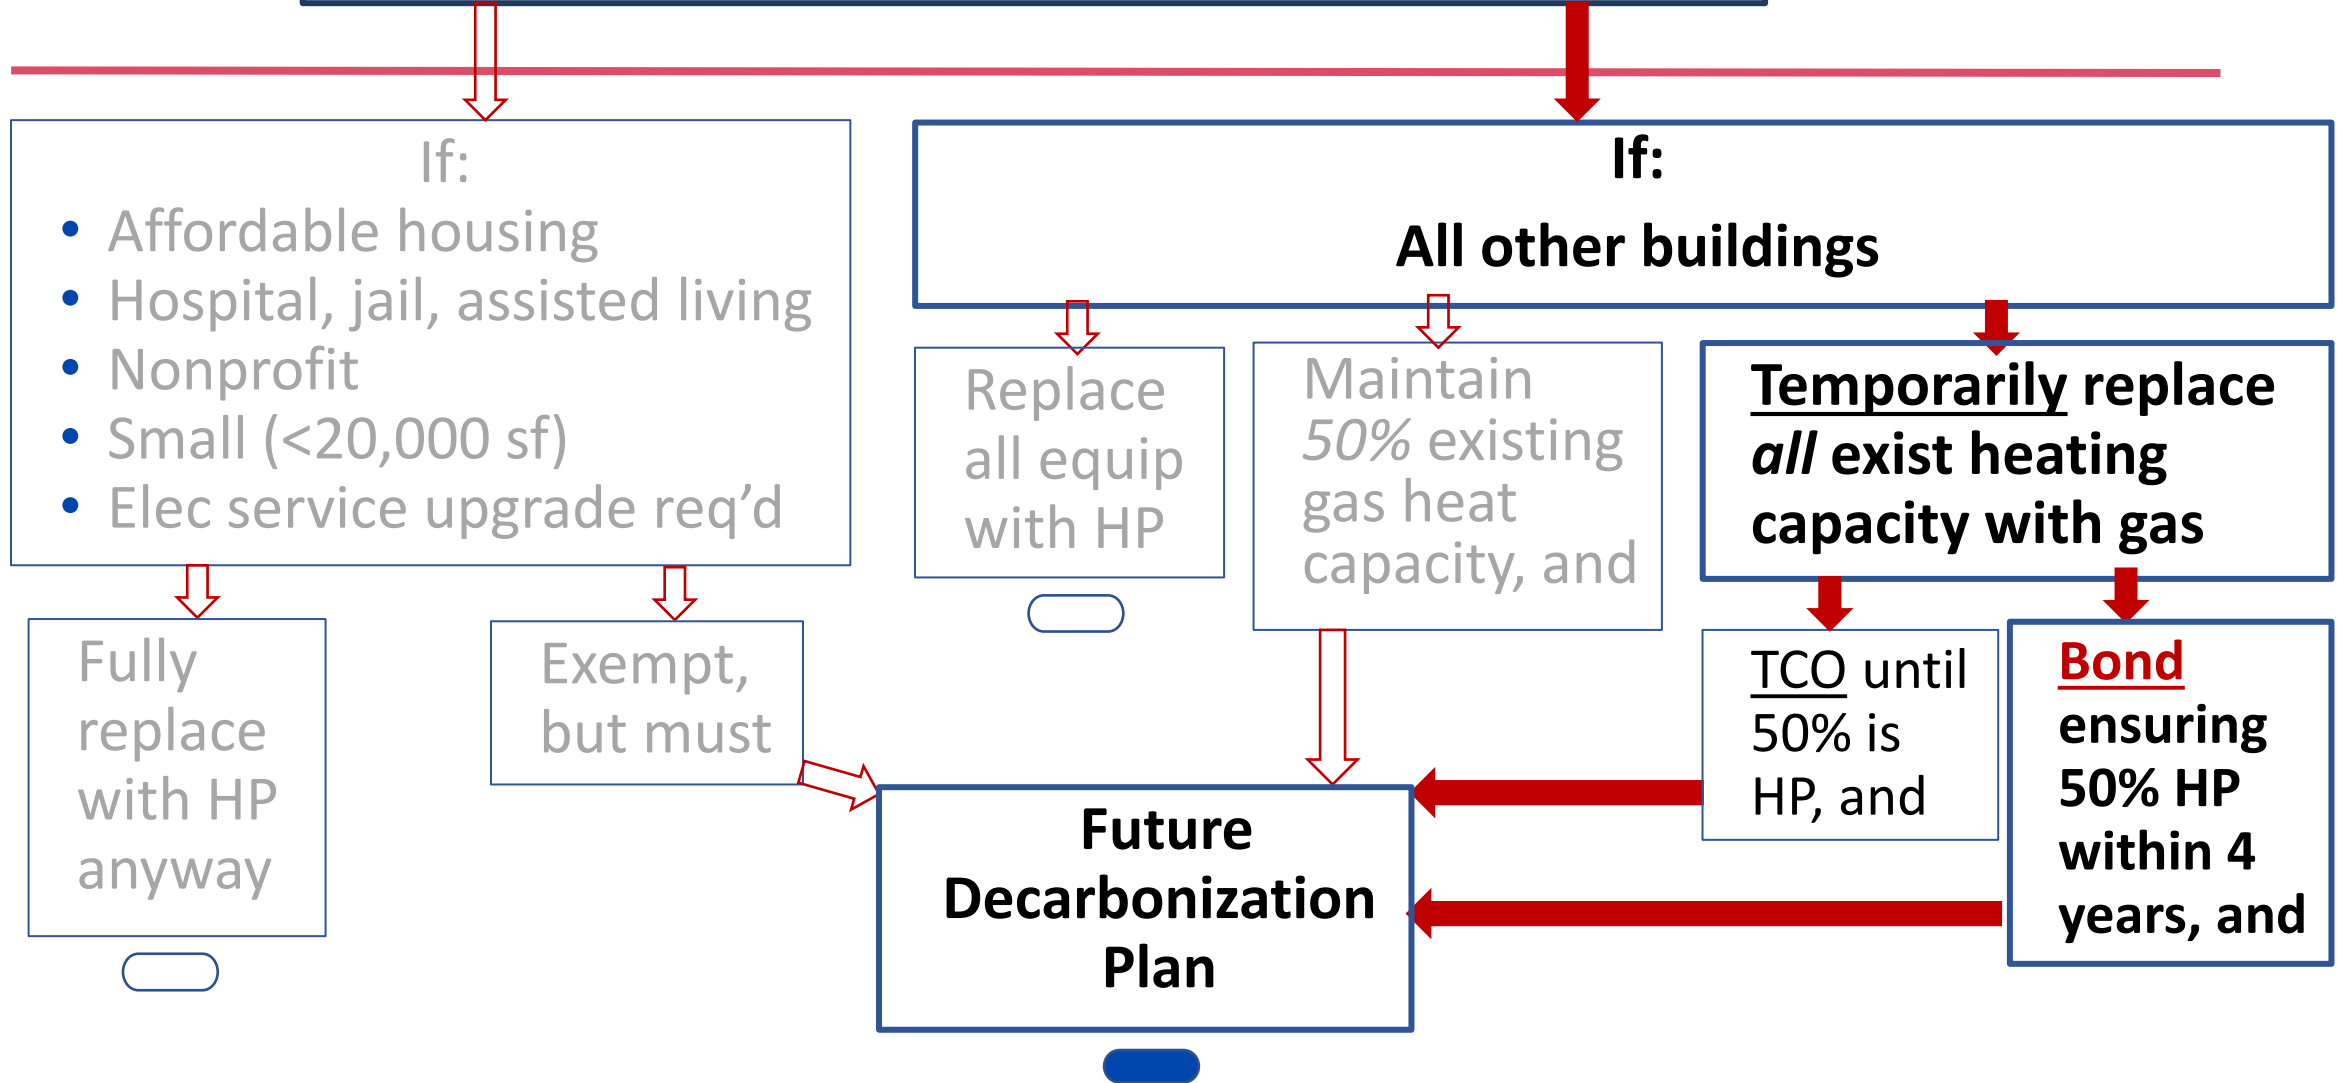 If:
• Affordable housing
• Hospital, jail, assisted living
• Nonprofit
• Small (<20,000 sf)
• Elec service upgrade req’d
If:
All other buildings
Fully
replace
with HP
anyway
Exempt,
but must
Replace
all equip
with HP
Maintain
50% existing
gas heat
capacity, and
Temporarily replace
all exist heating
capacity with gas
TCO until
50% is
HP, and
Bond
ensuring
50% HP
within 4
years, and
Future
Decarbonization
Plan